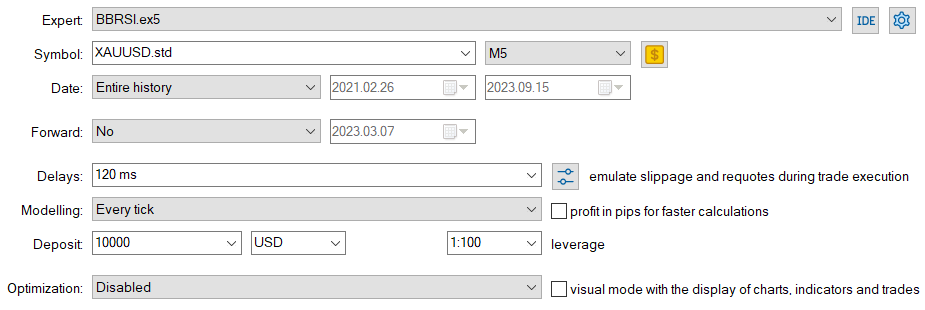 Expert: BBRSI.ex5 IDE
Symbol: XAUUSD.std M5 $
Date: Entire history 2021.02.26 2023.09.15
Forward: No 2023.03.07
Delays: 120 ms emulate slippage and requotes during trade execution
Modelling: Every tick profit in pips for faster calculations
Deposit: 10000 USD 1:100 leverage
Optimization: Disabled visual mode with the display of charts, indicators and trades